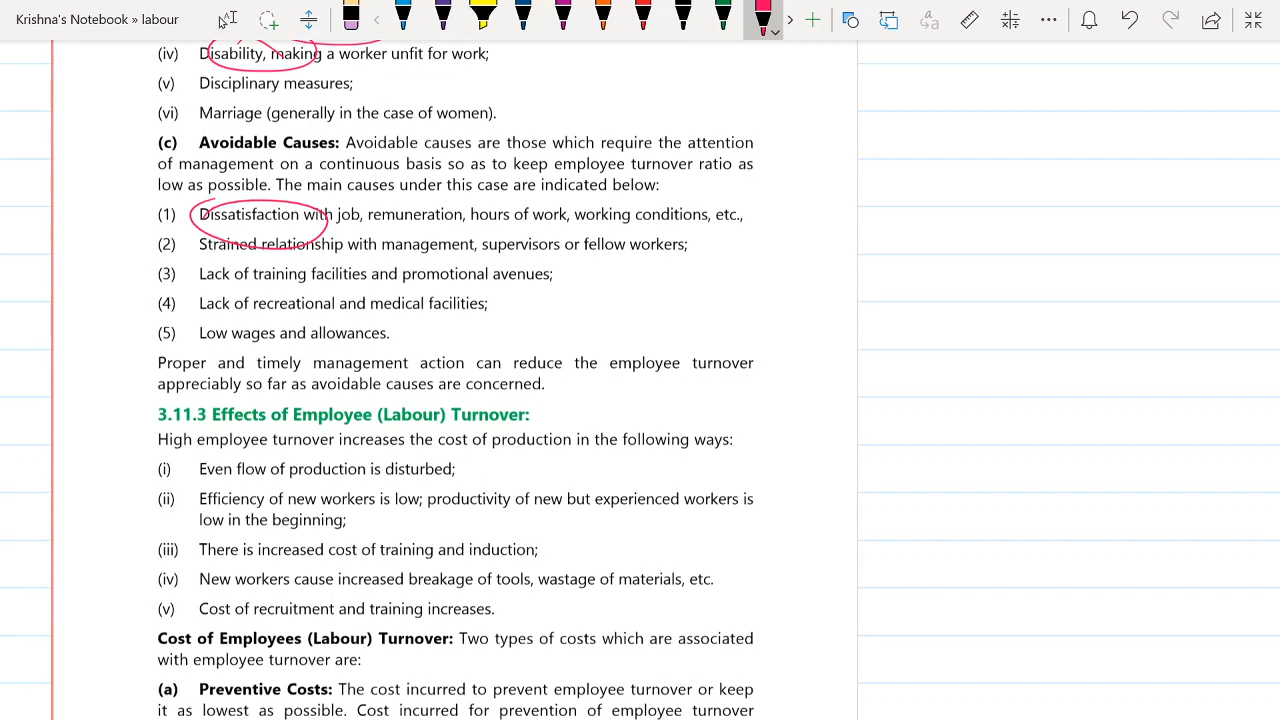 Krishna's Notebook » labour
(iv) Disability, making a worker unfit for work;
(v) Disciplinary measures;
(vi) Marriage (generally in the case of women).
(c) Avoidable Causes: Avoidable causes are those which require the attention
of management on a continuous basis so as to keep employee turnover ratio as
low as possible. The main causes under this case are indicated below:
(1) Dissatisfaction with job, remuneration, hours of work, working conditions, etc.,
(2) Strained relationship with management, supervisors or fellow workers;
(3) Lack of training facilities and promotional avenues;
(4) Lack of recreational and medical facilities;
(5) Low wages and allowances.
Proper and timely management action can reduce the employee turnover
appreciably so far as avoidable causes are concerned.
3.11.3 Effects of Employee (Labour) Turnover:
High employee turnover increases the cost of production in the following ways:
(i) Even flow of production is disturbed;
(ii) Efficiency of new workers is low; productivity of new but experienced workers is
low in the beginning;
(iii) There is increased cost of training and induction;
(iv) New workers cause increased breakage of tools, wastage of materials, etc.
(v) Cost of recruitment and training increases.
Cost of Employees (Labour) Turnover: Two types of costs which are associated
with employee turnover are:
(a) Preventive Costs: The cost incurred to prevent employee turnover or keep
it as lowest as possible. Cost incurred for prevention of employee turnover